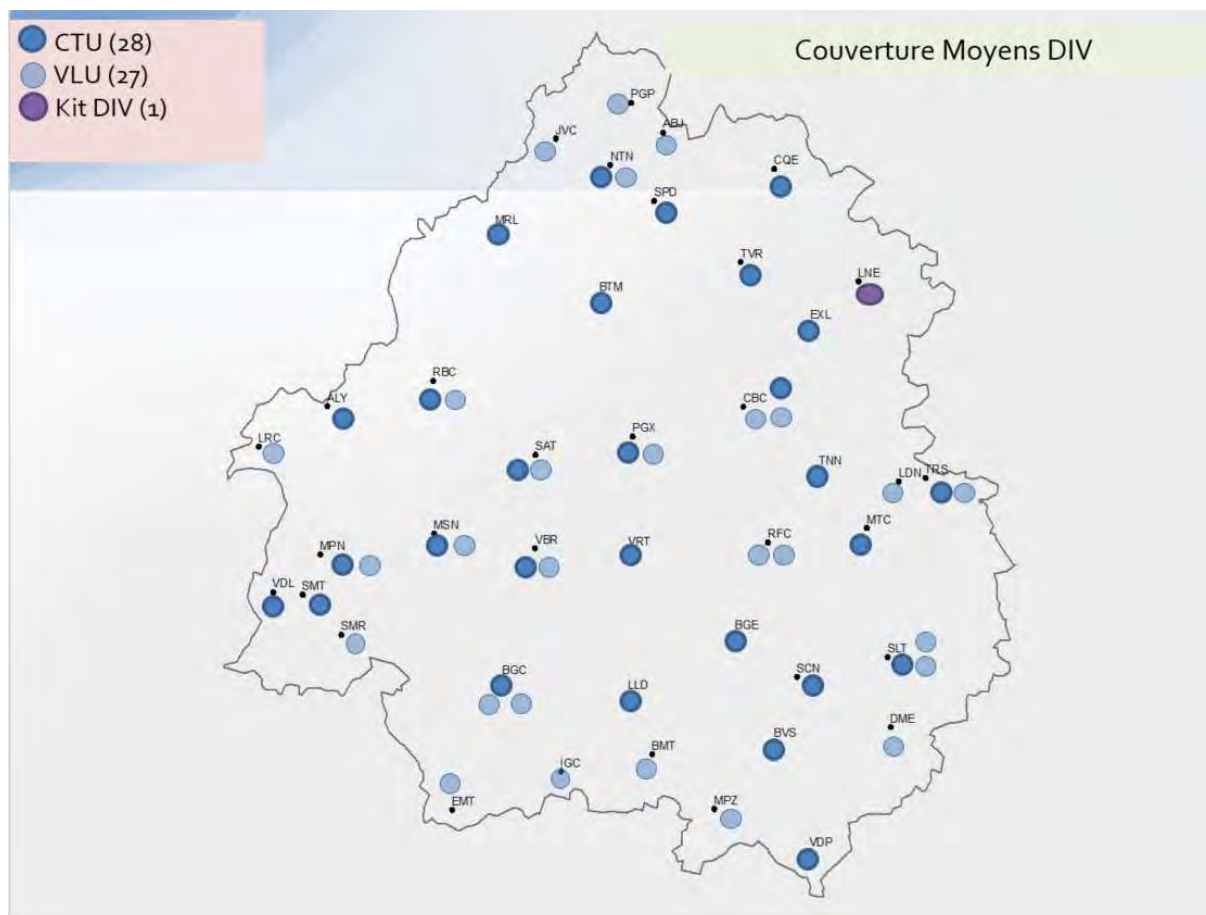 CTU (28)
VLU (27)
Kit DIV (1)
Couverture Moyens DIV
PGP
ABJ
JVC
NTN
CQE
SPD
MRL
TVR
LNE
BTM
EXL
RBC
ALY
CBC
PGX
LRC
SAT
TNN
LDN
TRS
MSN
MTC
VBR
VRT
RFC
MPN
VDL
SMT
SMR
BGE
SLT
BGC
SCN
LLD
DME
BVS
BMT
IGC
EMT
MPZ
VDP